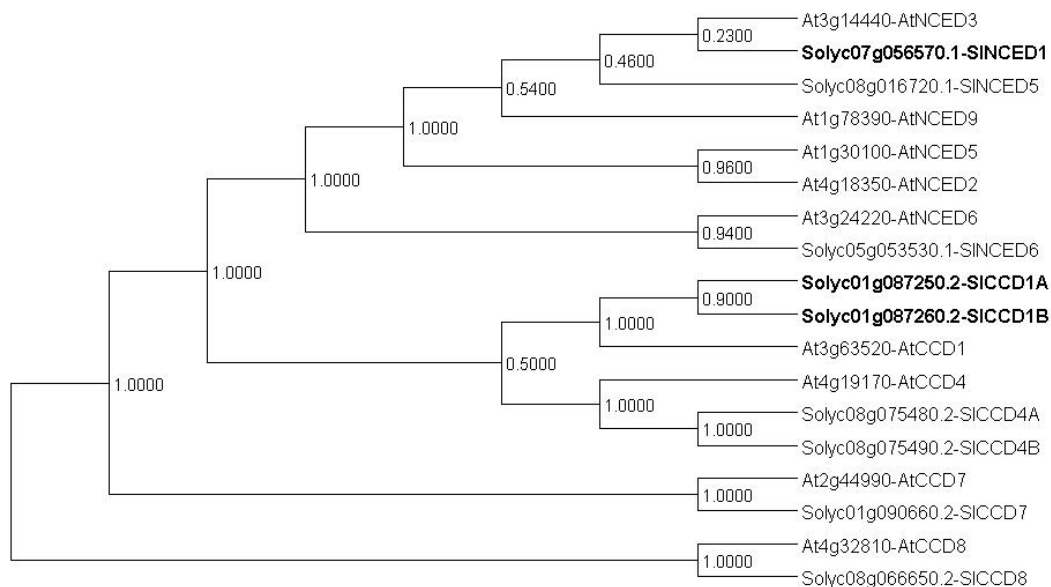 At3g14440-AtNCED3
0.2300
Solyc07g056570.1-SlNCED1
0.4600
Solyc08g016720.1-SlNCED5
0.5400
At1g78390-AtNCED9
1.0000
At1g30100-AtNCED5
0.9600
At4g18350-AtNCED2
1.0000
At3g24220-AtNCED6
0.9400
Solyc05g053530.1-SlNCED6
1.0000
Solyc01g087250.2-SlCCD1A
0.9000
Solyc01g087260.2-SlCCD1B
1.0000
At3g63520-AtCCD1
0.5000
At4g19170-AtCCD4
1.0000
Solyc08g075480.2-SlCCD4A
1.0000
Solyc08g075490.2-SlCCD4B
1.0000
At2g44990-AtCCD7
1.0000
Solyc01g090660.2-SlCCD7
At4g32810-AtCCD8
1.0000
Solyc08g066650.2-SlCCD8